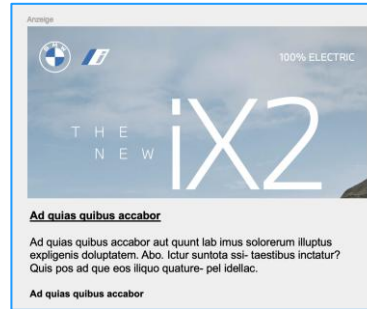 Anzeige
BMW
i
100% ELECTRIC
THE
NEW
iX2
Ad quias quibus accabor
Ad quias quibus accabor aut quunt lab imus solorerum illuptus
expligenis doluptatem. Abo. Ictur suntota ssi- taestibus inctatur?
Quis pos ad que eos iliquo quature- pel idellac.
Ad quias quibus accabor